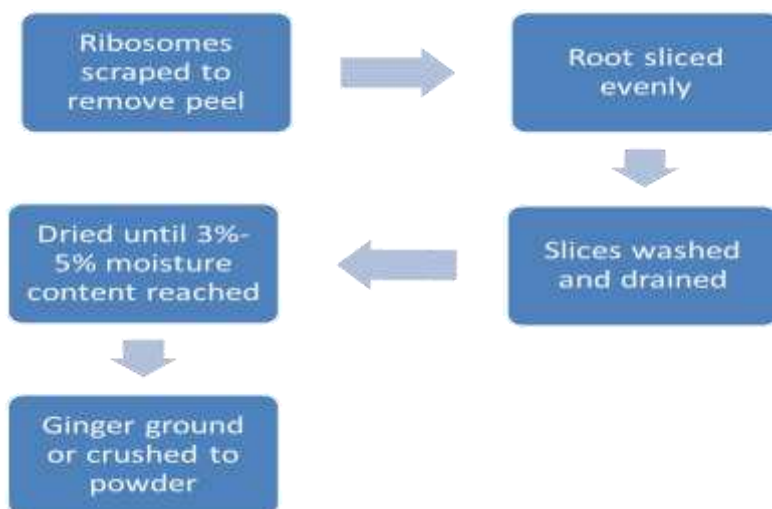 Ribosomes
scraped to
remove peel
Root sliced
evenly
Slices washed
and drained
Dried until 3%-
5% moisture
content reached
Ginger ground
or crushed to
powder